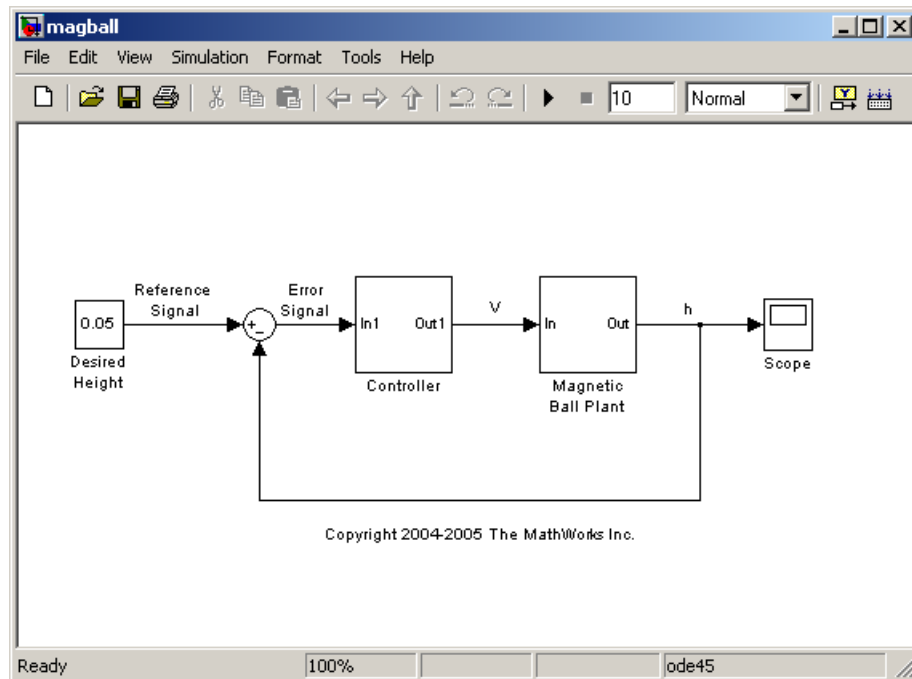 magball
File Edit View Simulation Format Tools Help
10 Normal
Reference
Signal
Error
Signal
0.05
+
-
In1 Out1
V
In Out
h
Desired
Height
Controller
Magnetic
Ball Plant
Scope
Copyright 2004-2005 The MathWorks Inc.
Ready 100% ode45